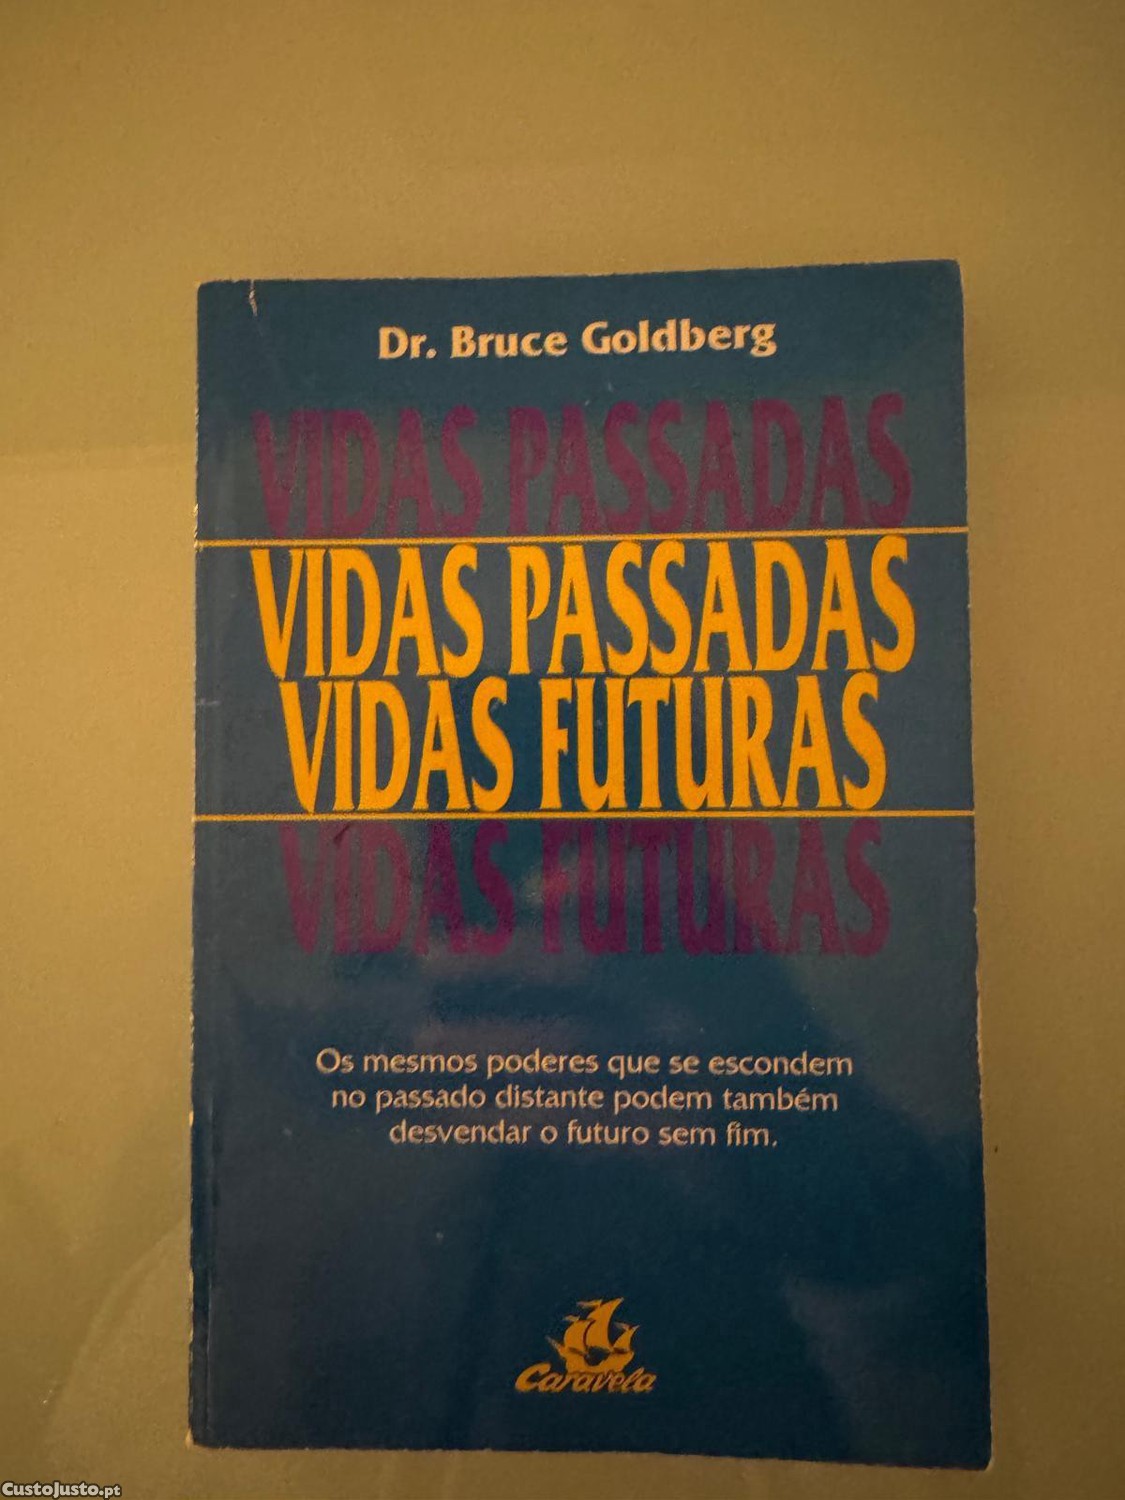 Dr. Bruce Goldberg
VIDAS PASSADAS
VIDAS PASSADAS
VIDAS FUTURAS
VIDAS FUTURAS
Os mesmos poderes que se escondem
no passado distante podem também
desvendar o futuro sem fim.
Caravela
CustoJusto.pt